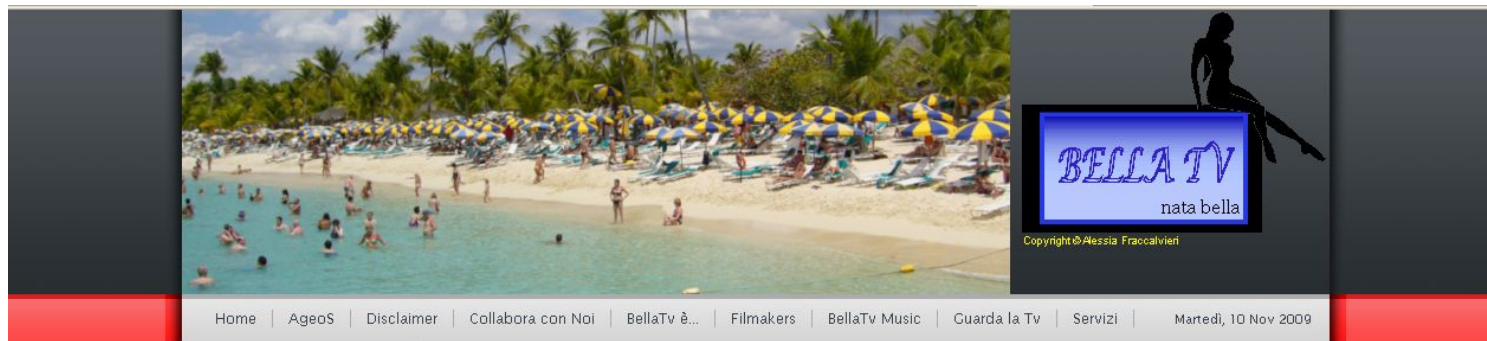 BELLA TV
nata bella
Copyright©Alessia Fraccalvieri
Home | AgeoS | Disclaimer | Collabora con Noi | BellaTv è... | Filmakers | BellaTv Music | Guarda la Tv | Servizi | Martedì, 10 Nov 2009